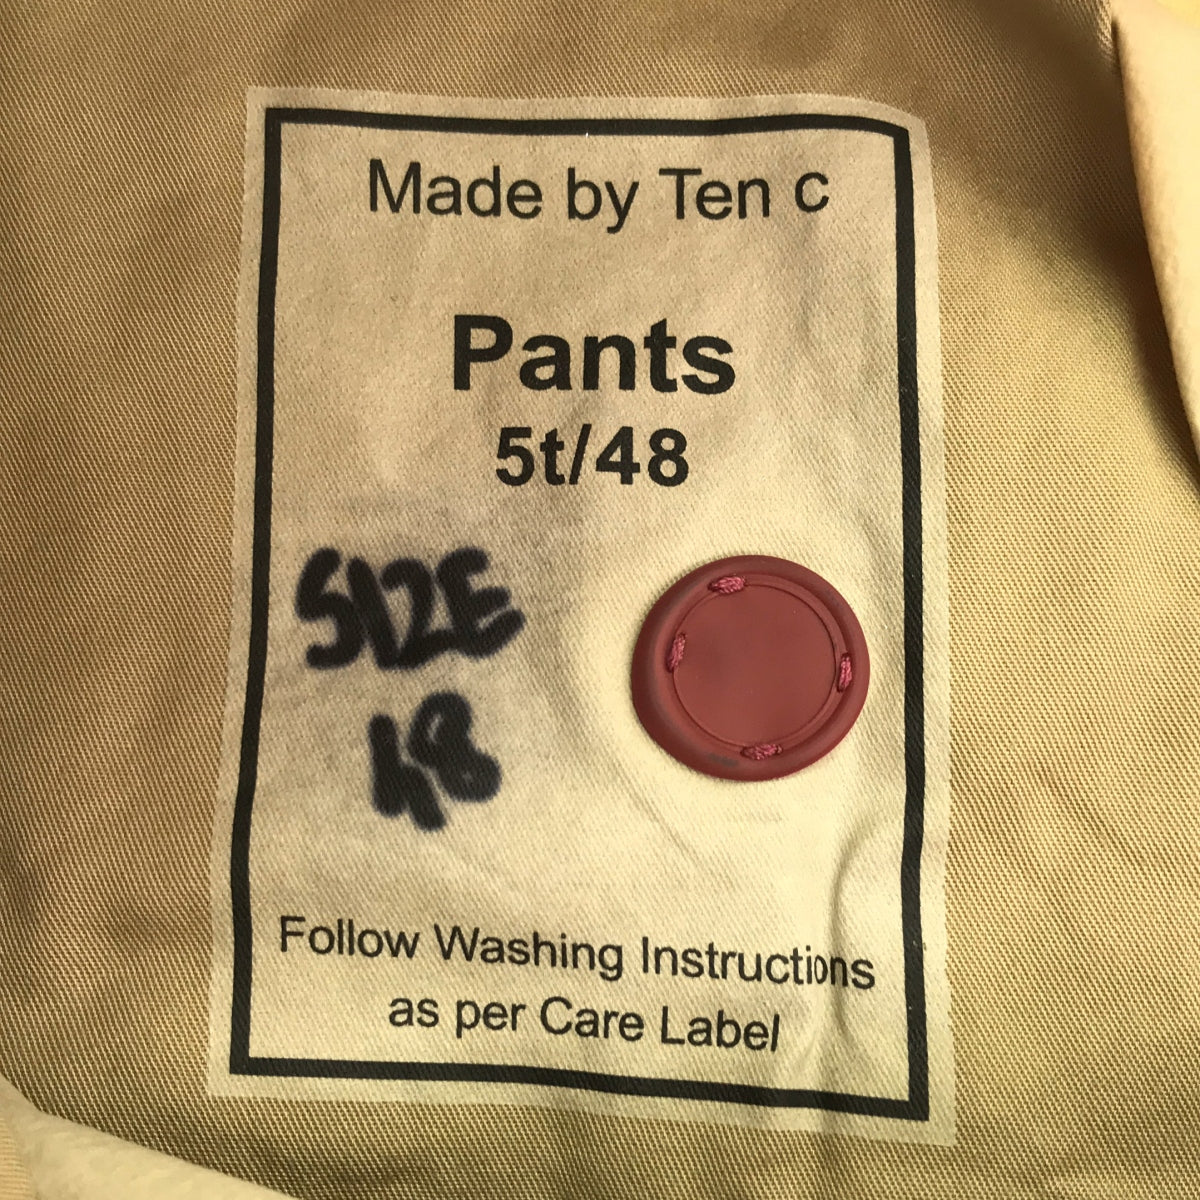 Made by Ten c
Pants
5t/48
SIZE
48
Follow Washing Instructions
as per Care Label